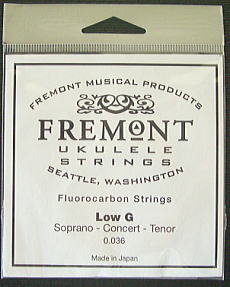 FREMONT MUSICAL PRODUCTS
FREMONT
UKULELE
STRINGS
SEATTLE, WASHINGTON
Fluorocarbon Strings
Low G
Soprano - Concert - Tenor
0.036
Made in Japan